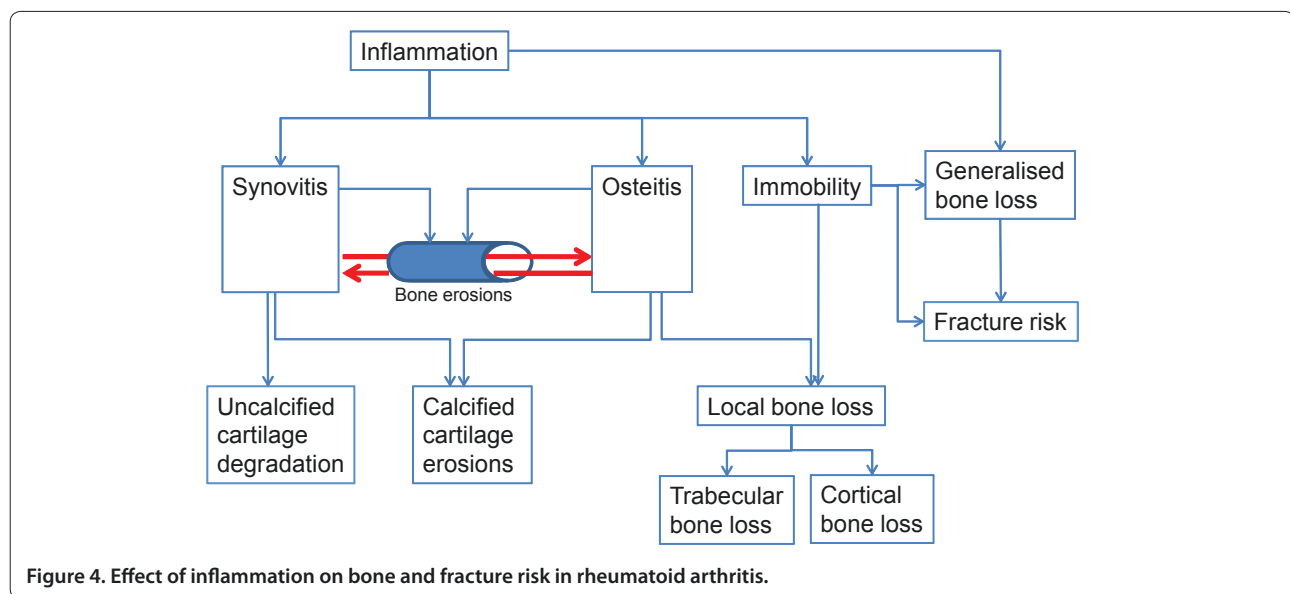 Inflammation
Synovitis
Osteitis
Immobility
Generalised
bone loss
Bone erosions
Fracture risk
Uncalcified
cartilage
degradation
Calcified
cartilage
erosions
Local bone loss
Trabecular
bone loss
Cortical
bone loss
Figure 4. Effect of inflammation on bone and fracture risk in rheumatoid arthritis.